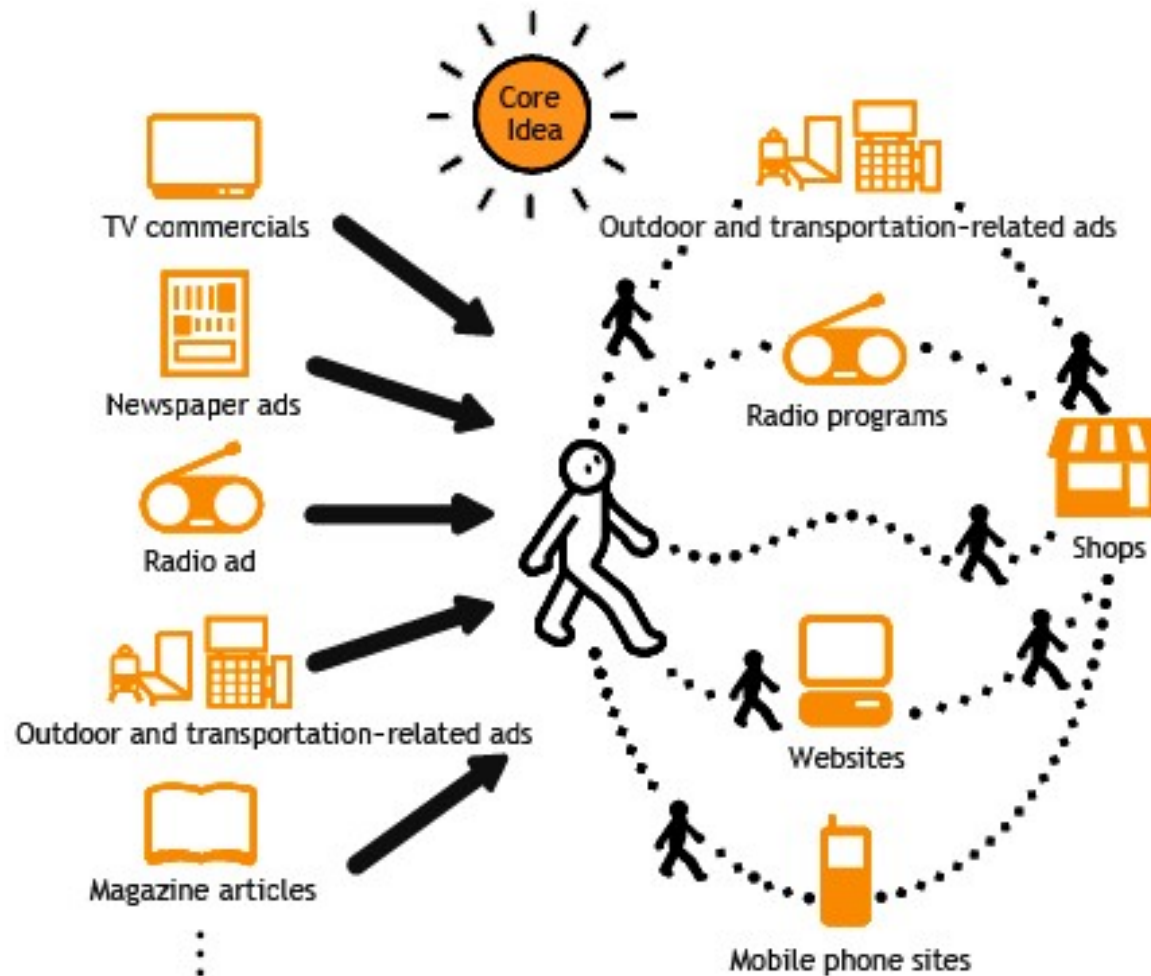 Core
Idea
TV commercials
Newspaper ads
Radio ad
Outdoor and transportation-related ads
Magazine articles
Outdoor and transportation-related ads
Radio programs
Shops
Websites
Mobile phone sites